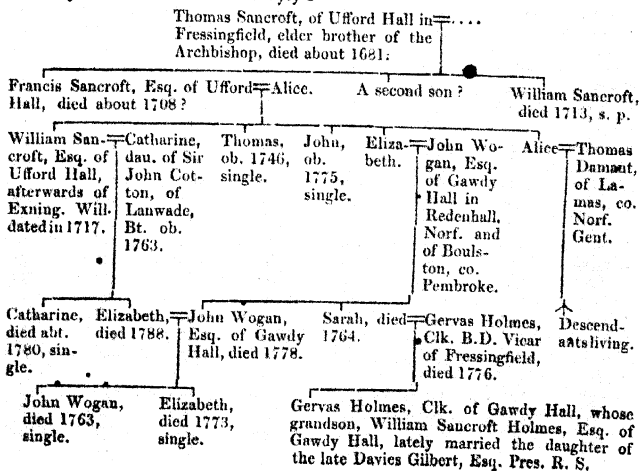 Thomas Sancroft, of Ufford Hall in=....
Fressingfield, elder brother of the
Archbishop, died about 1681.
Francis Sancroft, Esq. of Ufford=Alice.
Hall, died about 1708?
A second son?
William Sancroft,
died 1713, s. p.
William San-
croft, Esq. of
Ufford Hall,
afterwards of
Exning. Will
dated in 1717.
=Catharine,
dau. of Sir
John Cot-
ton, of
Lanwade,
Bt. ob.
1763.
Thomas,
ob. 1746,
single.
John,
ob.
1775,
single.
Eliza-
beth.
=John Wo-
gan, Esq.
of Gawdy
Hall in
Redenhall,
Norf. and
of Bouls-
ton, co.
Pembroke.
Alice=Thomas
Damant,
of La-
mas, co.
Norf.
Gent.
Catharine,
died abt.
1780, sin-
gle.
Elizabeth,
died 1788.
=John Wogan,
Esq. of Gawdy
Hall, died 1778.
Sarah, died
1764.
=Gervas Holmes,
Clk. B.D. Vicar
of Fressingfield,
died 1776.
Descend-
ants living.
John Wogan,
died 1763,
single.
Elizabeth,
died 1773,
single.
Gervas Holmes, Clk. of Gawdy Hall, whose
grandson, William Sancroft Holmes, Esq. of
Gawdy Hall, lately married the daughter of
the late Davies Gilbert, Esq. Pres. R. S.